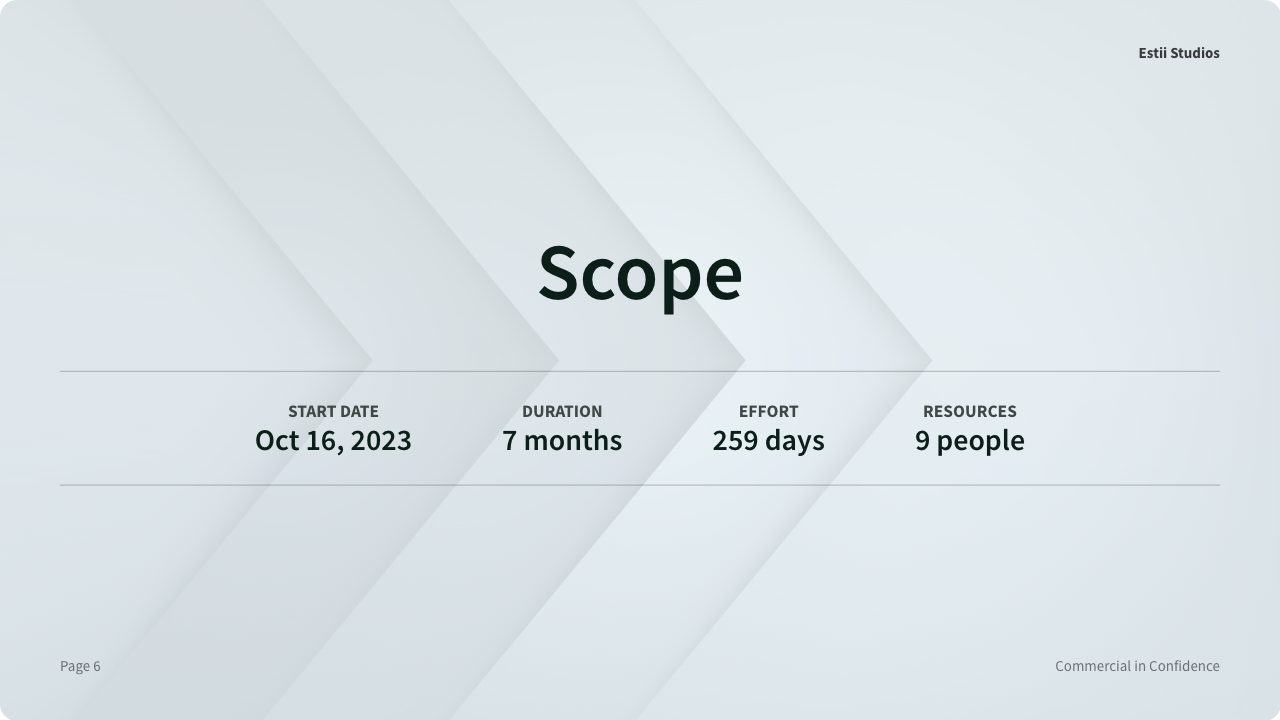 Estii Studios
Scope
START DATE
Oct 16, 2023
DURATION
7 months
EFFORT
259 days
RESOURCES
9 people
Page 6
Commercial in Confidence